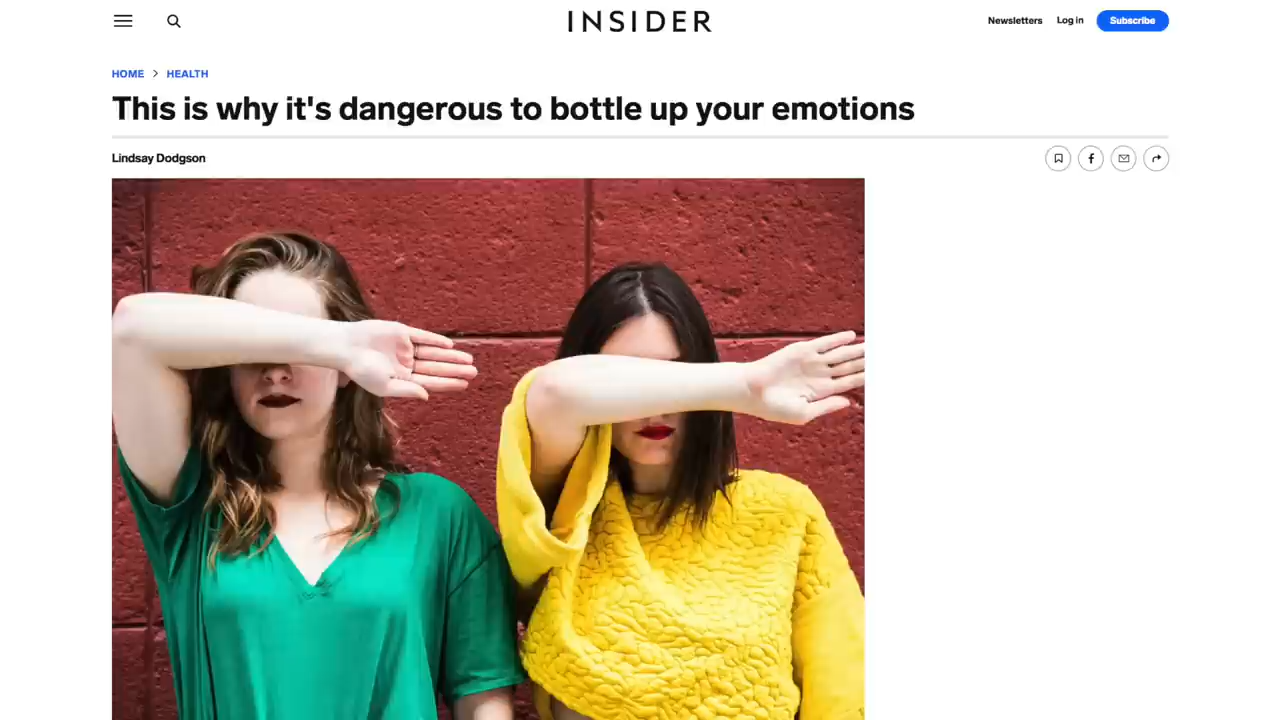 INSIDER
Newsletters
Log in
Subscribe
HOME > HEALTH
This is why it's dangerous to bottle up your emotions
Lindsay Dodgson